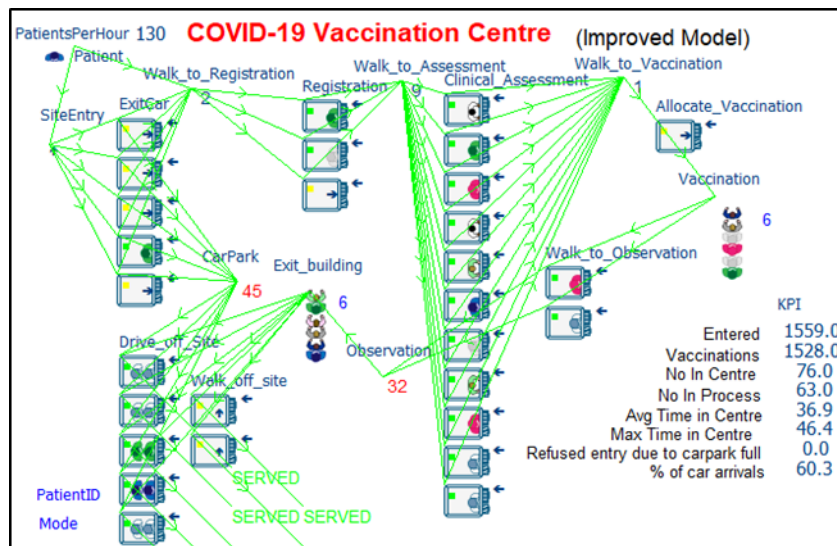 COVID-19 Vaccination Centre (Improved Model)
PatientsPerHour 130
Patient
Walk_to_Registration
2
Registration
Walk_to_Assessment
9
Clinical_Assessment
Walk_to_Vaccination
1
Allocate_Vaccination
SiteEntry
ExitCar
Vaccination
6
CarPark
45
Exit_building
6
Walk_to_Observation
Observation
32
Drive_off_Site
Walk_off_site
KPI
Entered 1559.0
Vaccinations 1528.0
No In Centre 76.0
No In Process 63.0
Avg Time in Centre 36.9
Max Time in Centre 46.4
Refused entry due to carpark full 0.0
% of car arrivals 60.3
PatientID
Mode
SERVED
SERVED SERVED